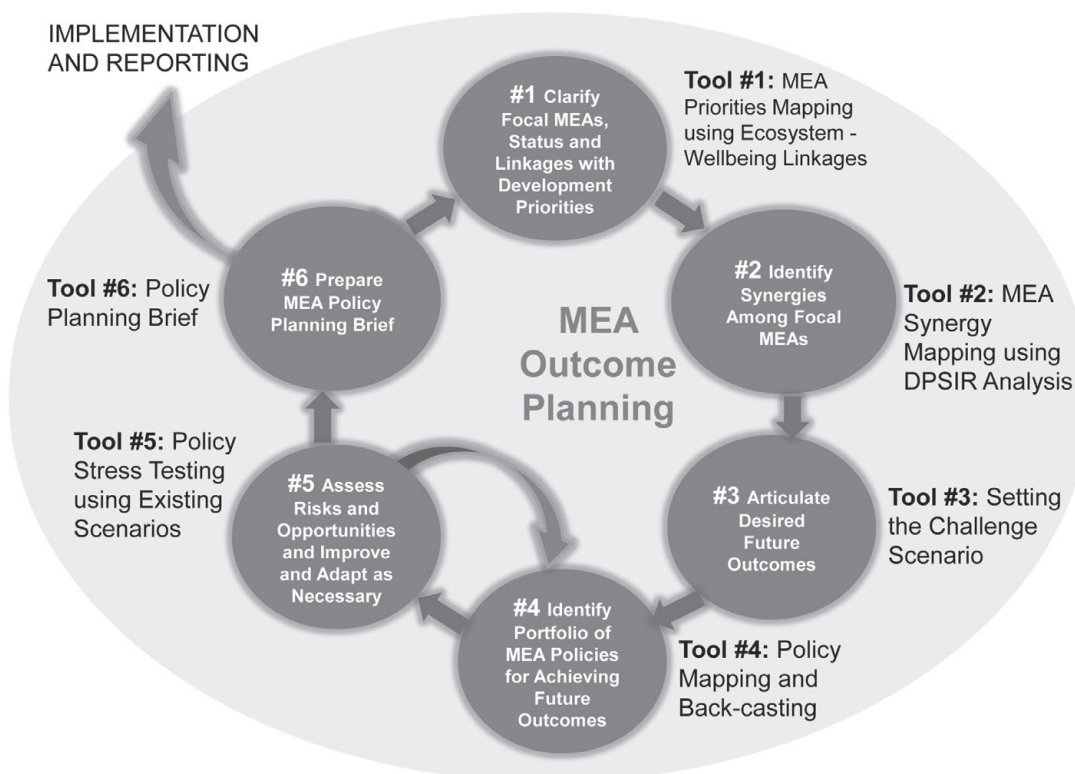 IMPLEMENTATION
AND REPORTING
#1 Clarify
Focal MEAs,
Status and
Linkages with
Development
Priorities
Tool #1: MEA
Priorities Mapping
using Ecosystem -
Wellbeing Linkages
#2 Identify
Synergies
Among Focal
MEAs
Tool #2: MEA
Synergy
Mapping using
DPSIR Analysis
MEA
Outcome
Planning
#3 Articulate
Desired
Future
Outcomes
Tool #3: Setting
the Challenge
Scenario
#4 Identify
Portfolio of
MEA Policies
for Achieving
Future
Outcomes
Tool #4: Policy
Mapping and
Back-casting
#5 Assess
Risks and
Opportunities
and Improve
and Adapt as
Necessary
Tool #5: Policy
Stress Testing
using Existing
Scenarios
#6 Prepare
MEA Policy
Planning Brief
Tool #6: Policy
Planning Brief